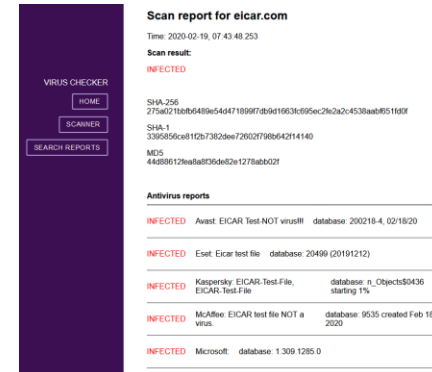 VIRUS CHECKER
HOME
SCANNER
SEARCH REPORTS
Scan report for eicar.com
Time: 2020-02-19, 07:43:48.253
Scan result:
INFECTED
SHA-256
275a021bbfb6489e54d471899f7db9d1663fc695ec2fe2a2c4538aabf651fd0f
SHA-1
3395856ce81f2b7382dee72602f798b642f14140
MD5
44d88612fea8a8f36de82e1278abb02f
Antivirus reports
INFECTED Avast: EICAR Test-NOT virus!!! database: 200218-4, 02/18/20
INFECTED Eset: Eicar test file database: 20499 (20191212)
INFECTED Kaspersky: EICAR-Test-File, database: n_Objects$0436
EICAR-Test-File starting 1%
INFECTED McAfee: EICAR test file NOT a database: 9535 created Feb 18
virus. 2020
INFECTED Microsoft: database: 1.309.1285.0